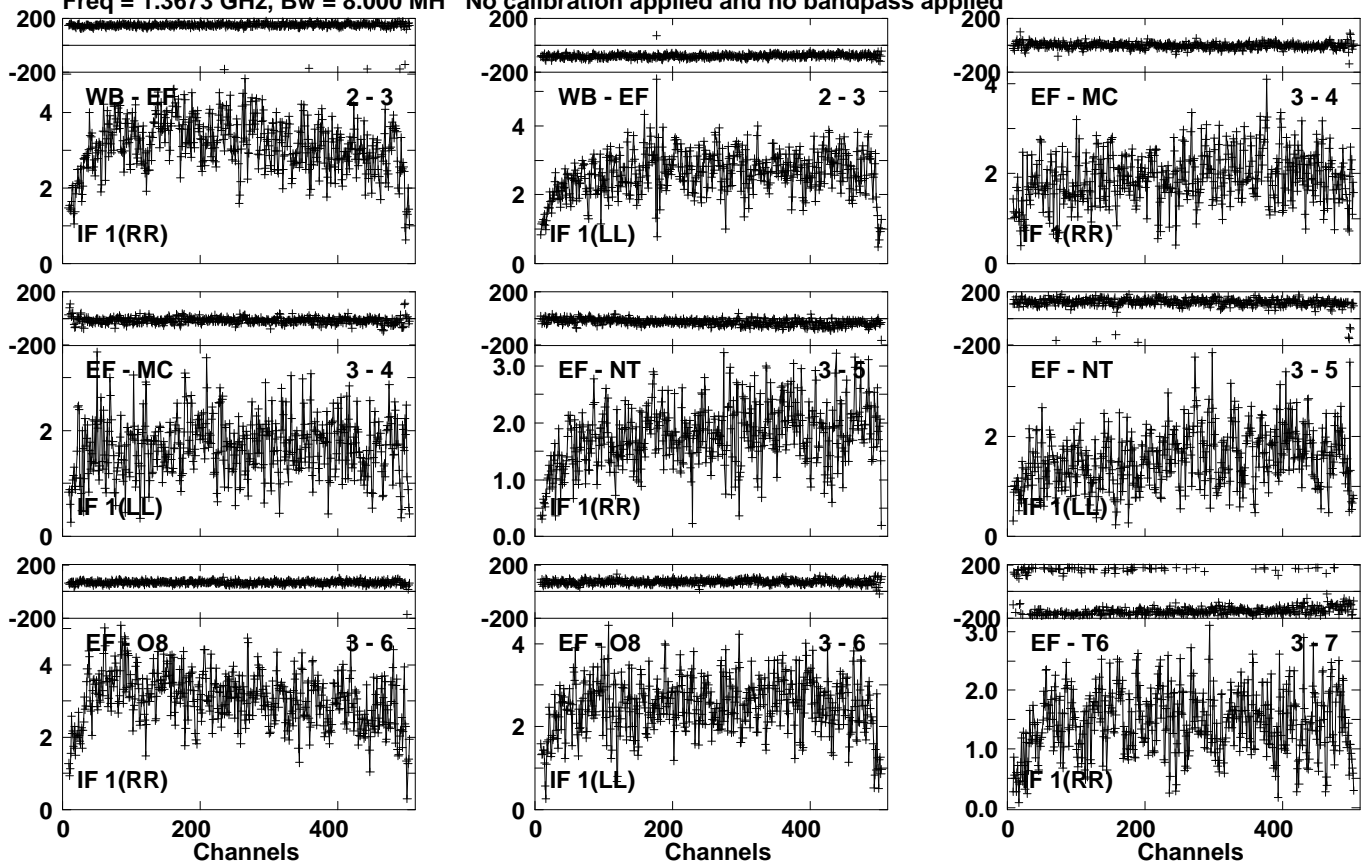 Freq = 1.3673 GHz, Bw = 8.000 MH No calibration applied and no bandpass applied
200
-200
WB - EF 2 - 3
4
2
IF 1(RR)
0
WB - EF 2 - 3
4
2
IF 1(LL)
0
200
-200
4
EF - MC 3 - 4
2
IF 1(RR)
0
200
-200
EF - MC 3 - 4
2
IF 1(LL)
0
200
-200
3.0
EF - NT 3 - 5
2.0
1.0
IF 1(RR)
0.0
200
-200
EF - NT 3 - 5
2
IF 1(LL)
0
200
-200
EF - O8 3 - 6
4
2
IF 1(RR)
0
0 200 400
Channels
200
-200
EF - O8 3 - 6
4
2
IF 1(LL)
0
0 200 400
Channels
200
-200
3.0
EF - T6 3 - 7
2.0
1.0
IF 1(RR)
0.0
0 200 400
Channels